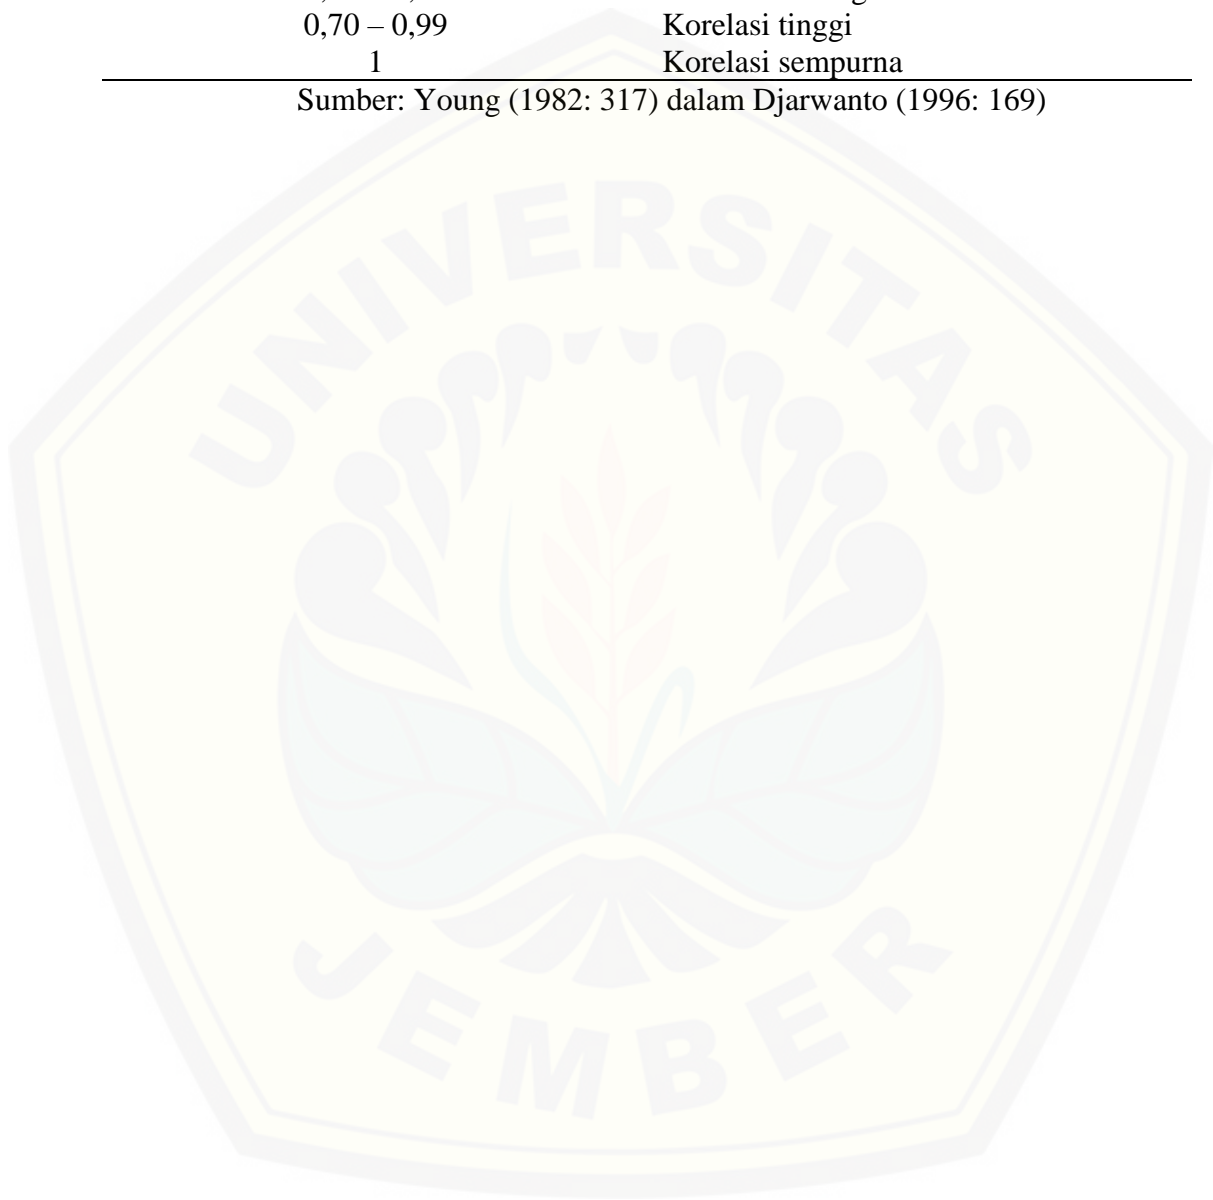 0,70 – 0,99 Korelasi tinggi
1 Korelasi sempurna
Sumber: Young (1982: 317) dalam Djarwanto (1996: 169)
UNIVERSITAS
JEMBER